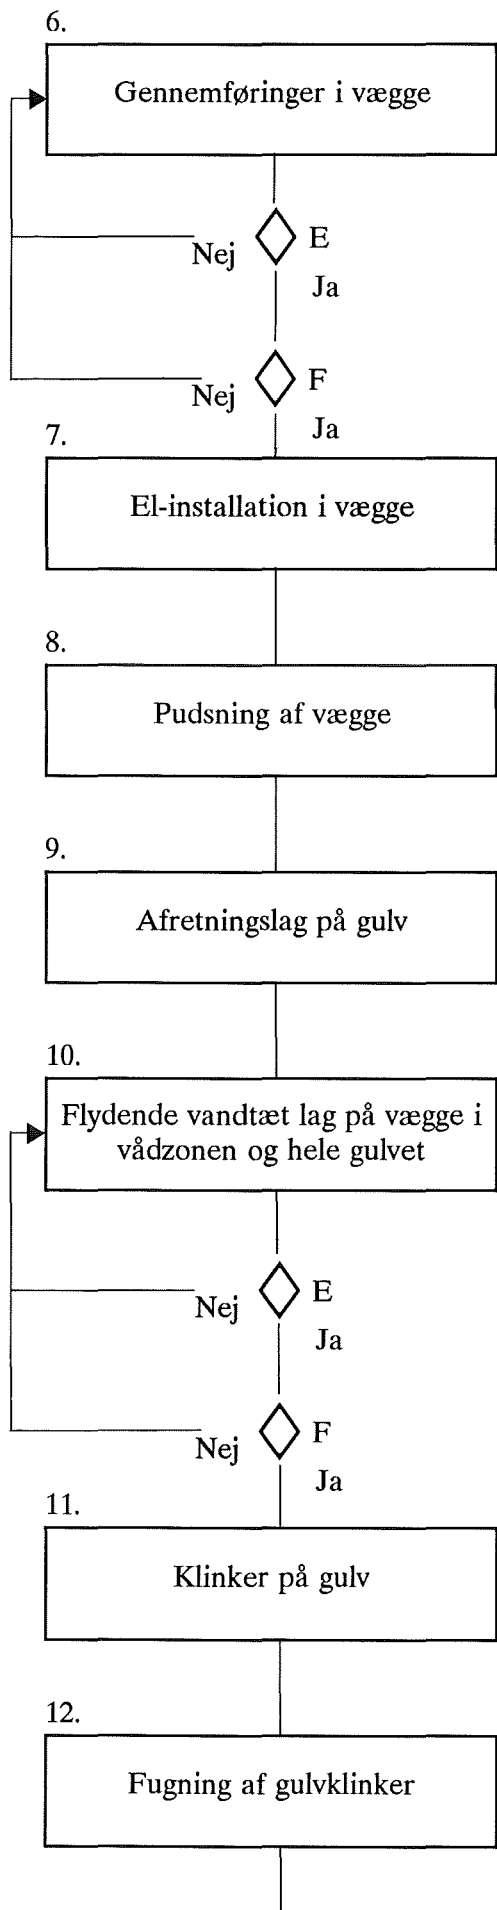 6.
Gennemføringer i vægge
E
Nej
Ja
F
Nej
Ja
7.
El-installation i vægge
8.
Pudsning af vægge
9.
Afretningslag på gulv
10.
Flydende vandtæt lag på vægge i
vådzonen og hele gulvet
E
Nej
Ja
F
Nej
Ja
11.
Klinker på gulv
12.
Fugning af gulvklinker